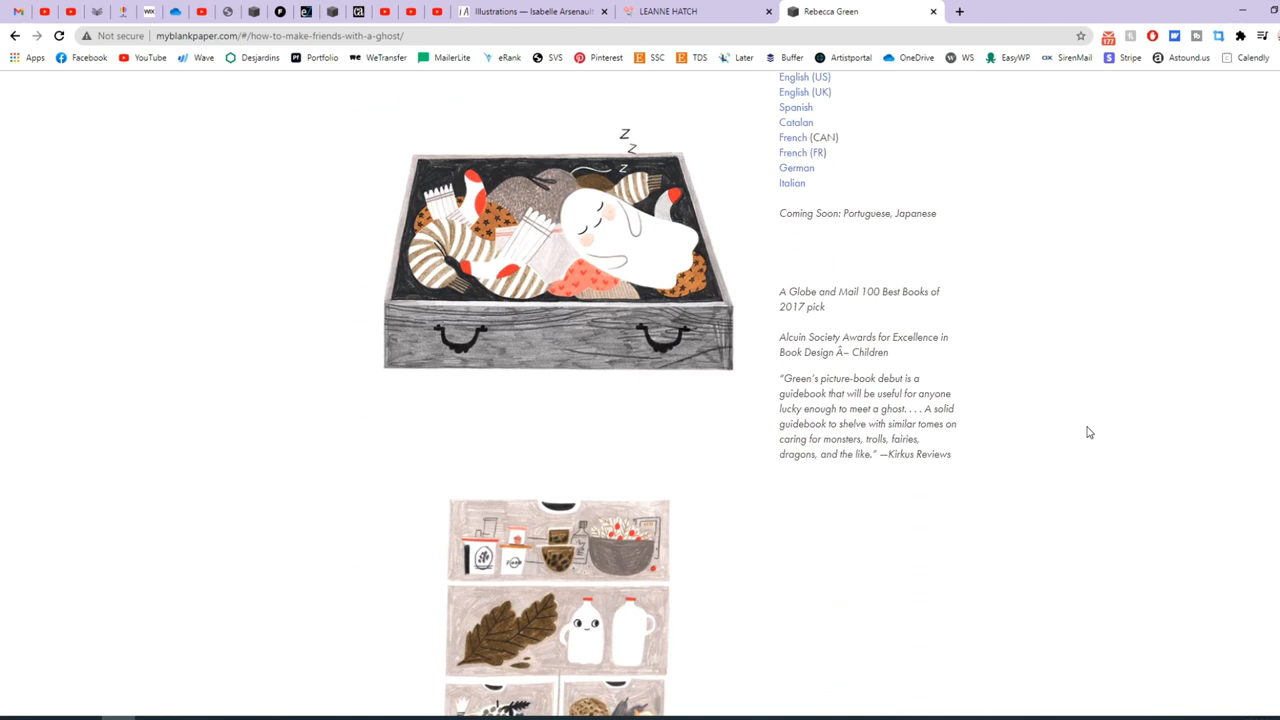 Illustrations — Isabelle Arsenault
LEANNE HATCH
Rebecca Green
Not secure
myblankpaper.com/#/how-to-make-friends-with-a-ghost/
177
Apps
Facebook
YouTube
Wave
Desjardins
Portfolio
WeTransfer
MailerLite
eRank
SVS
Pinterest
SSC
TDS
Later
Buffer
Artistportal
OneDrive
WS
EasyWP
SirenMail
Stripe
Astound.us
Calendly
English (US)
English (UK)
Spanish
Catalan
French (CAN)
French (FR)
German
Italian
Coming Soon: Portuguese, Japanese
A Globe and Mail 100 Best Books of
2017 pick
Alcuin Society Awards for Excellence in
Book Design Â– Children
“Green’s picture-book debut is a
guidebook that will be useful for anyone
lucky enough to meet a ghost. . . . A solid
guidebook to shelve with similar tomes on
caring for monsters, trolls, fairies,
dragons, and the like.” —Kirkus Reviews
z
z
z